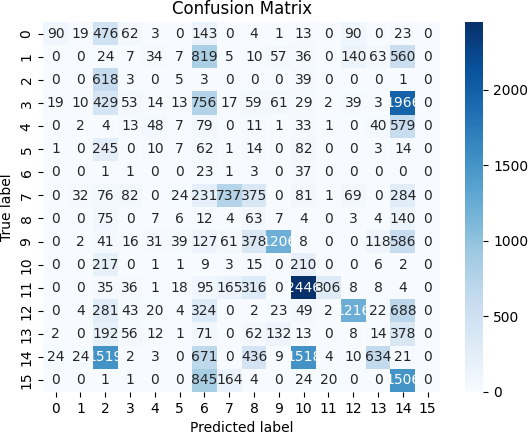 Confusion Matrix
True label
0 90 19 476 62 3 0 143 0 4 1 13 0 90 0 23 0
1 0 0 24 7 34 7 819 5 10 57 36 0 140 63 560 0
2 0 0 618 3 0 5 3 0 0 0 39 0 0 0 1 0
3 19 10 429 53 14 13 756 17 59 61 29 2 39 3 1966 0
4 0 2 4 13 48 7 79 0 11 1 33 1 0 40 579 0
5 1 0 245 0 10 7 62 1 14 0 82 0 0 3 14 0
6 0 0 1 1 0 0 23 1 3 0 37 0 0 0 0 0
7 0 32 76 82 0 24 231 737 375 0 81 1 69 0 284 0
8 0 0 75 0 7 6 12 4 63 7 4 0 3 4 140 0
9 0 2 41 16 31 39 127 61 378 1206 8 0 0 118 586 0
10 0 0 217 0 1 1 9 3 15 0 210 0 0 6 2 0
11 0 0 35 36 1 18 95 165 316 0 2446 306 8 8 4 0
12 0 4 281 43 20 4 324 0 2 23 49 2 1216 22 688 0
13 2 0 192 56 12 1 71 0 62 132 13 0 8 14 378 0
14 24 24 1519 2 3 0 671 0 436 9 1518 4 10 634 21 0
15 0 0 1 1 0 0 845 164 4 0 24 20 0 0 1506 0
0 1 2 3 4 5 6 7 8 9 10 11 12 13 14 15
Predicted label
2000
1500
1000
500
0